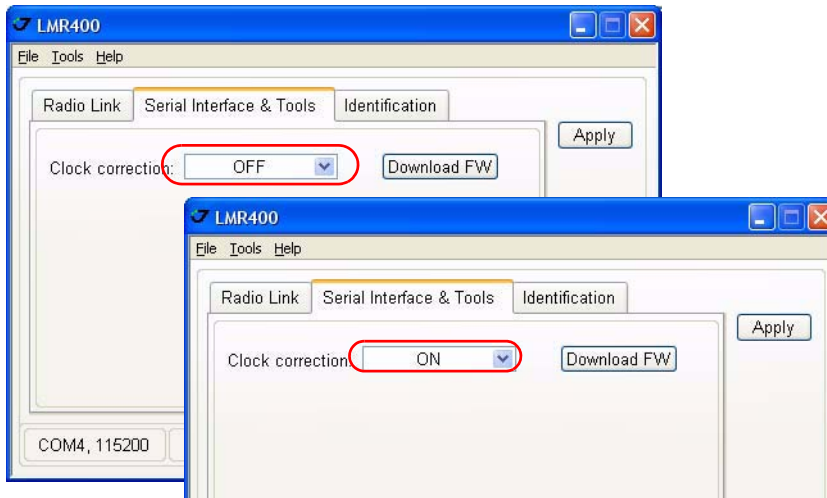 LMR400
File Tools Help
Radio Link Serial Interface & Tools Identification
Apply
Clock correction: OFF Download FW
COM4, 115200
LMR400
File Tools Help
Radio Link Serial Interface & Tools Identification
Apply
Clock correction: ON Download FW